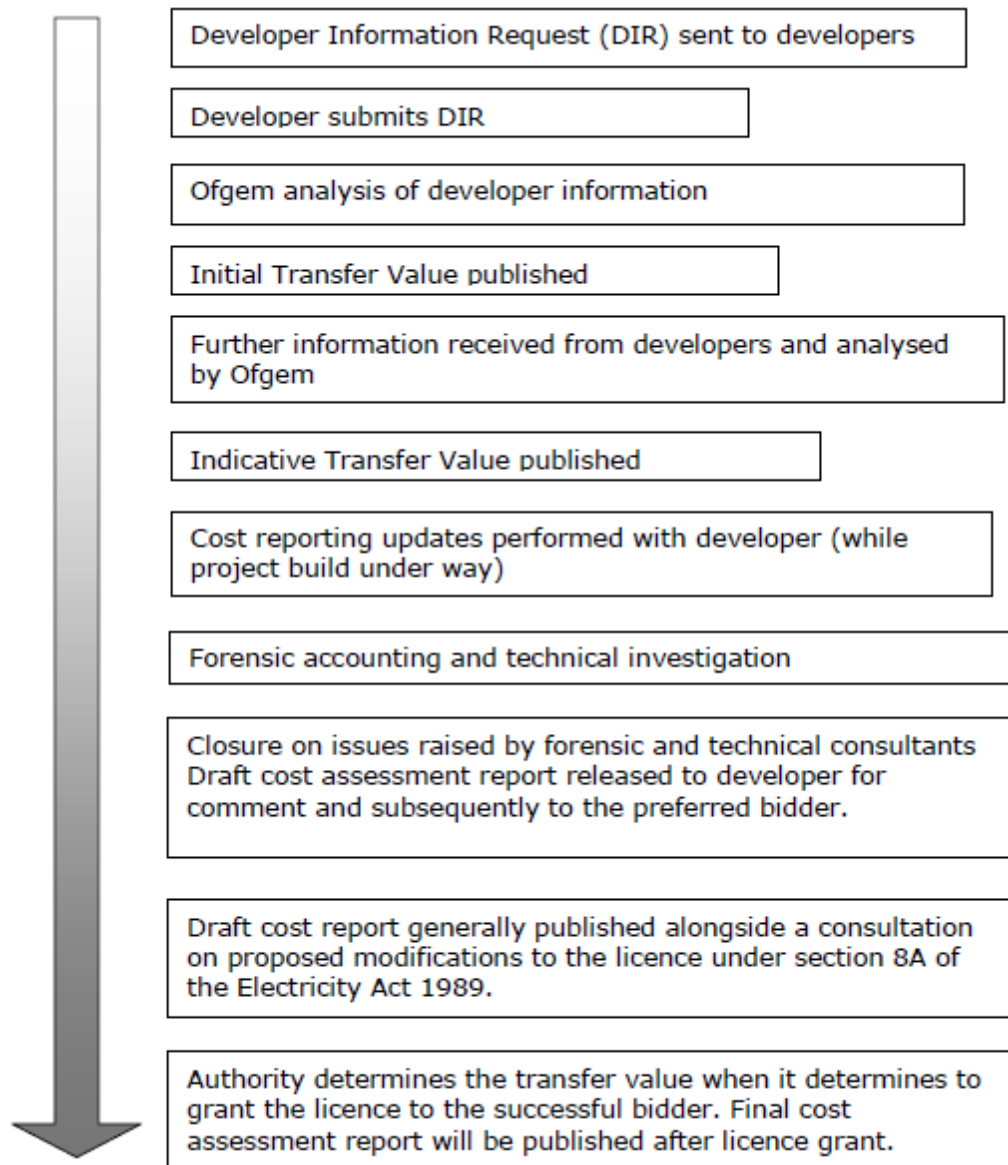 Developer Information Request (DIR) sent to developers
Developer submits DIR
Ofgem analysis of developer information
Initial Transfer Value published
Further information received from developers and analysed
by Ofgem
Indicative Transfer Value published
Cost reporting updates performed with developer (while
project build under way)
Forensic accounting and technical investigation
Closure on issues raised by forensic and technical consultants
Draft cost assessment report released to developer for
comment and subsequently to the preferred bidder.
Draft cost report generally published alongside a consultation
on proposed modifications to the licence under section 8A of
the Electricity Act 1989.
Authority determines the transfer value when it determines to
grant the licence to the successful bidder. Final cost
assessment report will be published after licence grant.